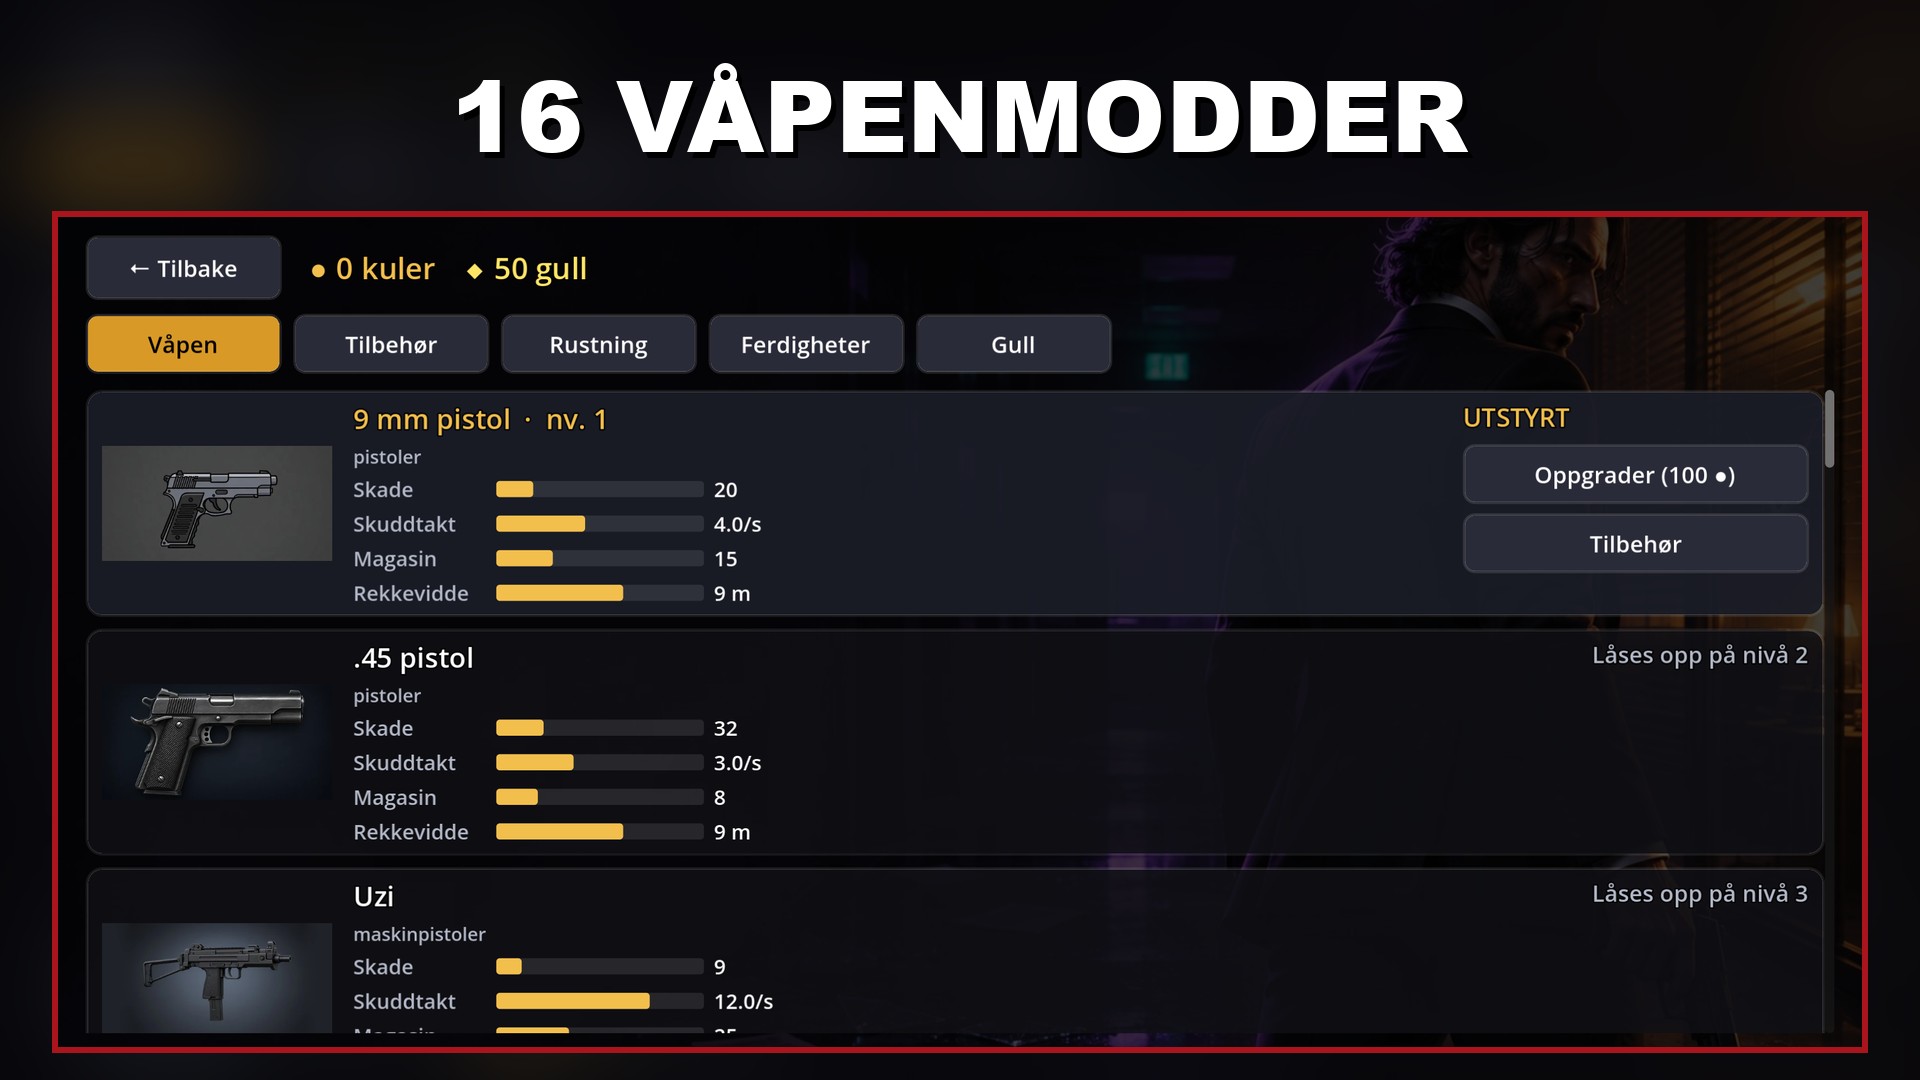 16 VÅPENMODDER
← Tilbake
● 0 kuler ◆ 50 gull
Våpen
Tilbehør
Rustning
Ferdigheter
Gull
9 mm pistol · nv. 1
pistoler
Skade 20
Skuddtakt 4.0/s
Magasin 15
Rekkevidde 9 m
UTSTYRT
Oppgrader (100 ●)
Tilbehør
.45 pistol
pistoler
Skade 32
Skuddtakt 3.0/s
Magasin 8
Rekkevidde 9 m
Låses opp på nivå 2
Uzi
maskinpistoler
Skade 9
Skuddtakt 12.0/s
Magasin 25
Låses opp på nivå 3